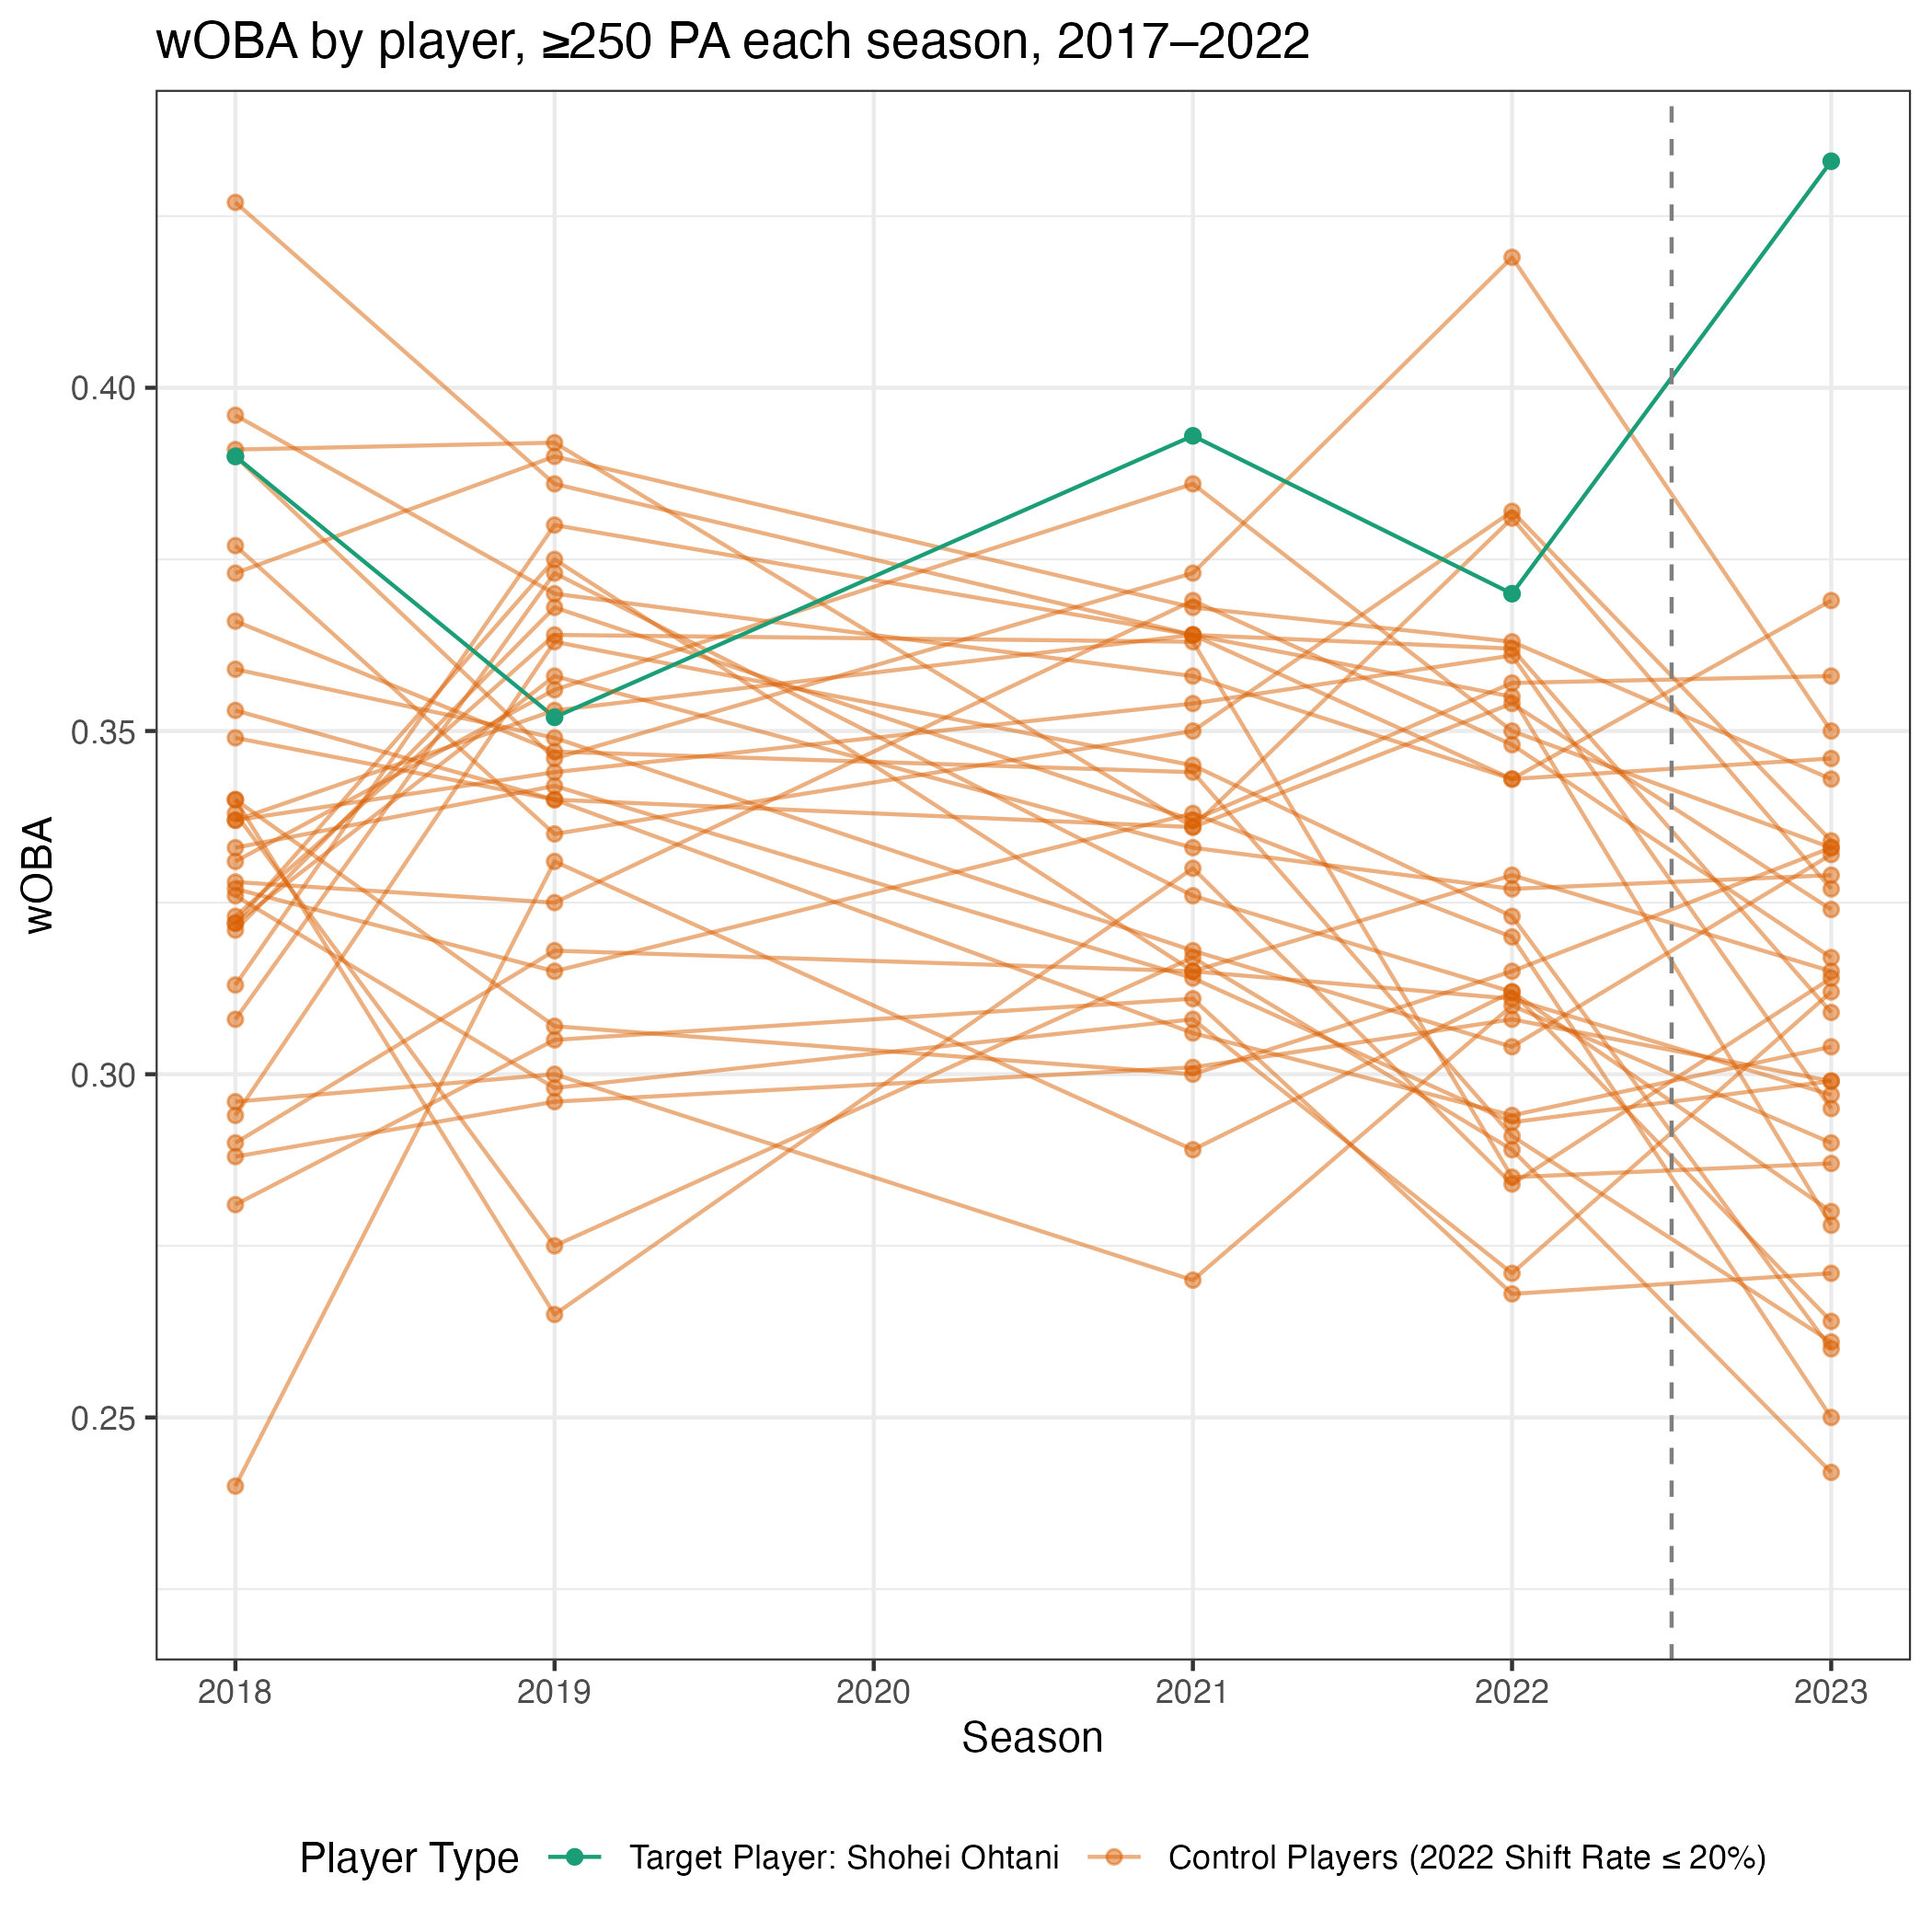 wOBA by player, ≥250 PA each season, 2017–2022
wOBA
0.40
0.35
0.30
0.25
2018 2019 2020 2021 2022 2023
Season
Player Type Target Player: Shohei Ohtani Control Players (2022 Shift Rate ≤ 20%)